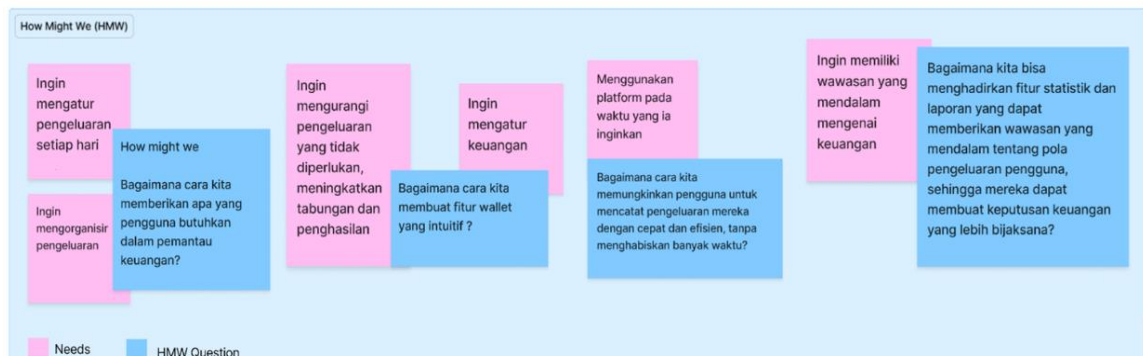 How Might We (HMW)
Ingin
mengatur
pengeluaran
setiap hari
Ingin
mengorganisir
pengeluaran
How might we
Bagaimana cara kita
memberikan apa yang
pengguna butuhkan
dalam pemantau
keuangan?
Ingin
mengurangi
pengeluaran
yang tidak
diperlukan,
meningkatkan
tabungan dan
penghasilan
Ingin
mengatur
keuangan
Bagaimana cara kita
membuat fitur wallet
yang intuitif ?
Menggunakan
platform pada
waktu yang ia
inginkan
Bagaimana cara kita
memungkinkan pengguna untuk
mencatat pengeluaran mereka
dengan cepat dan efisien, tanpa
menghabiskan banyak waktu?
Ingin memiliki
wawasan yang
mendalam
mengenai
keuangan
Bagaimana kita bisa
menghadirkan fitur statistik dan
laporan yang dapat
memberikan wawasan yang
mendalam tentang pola
pengeluaran pengguna,
sehingga mereka dapat
membuat keputusan keuangan
yang lebih bijaksana?
Needs
HMW Question